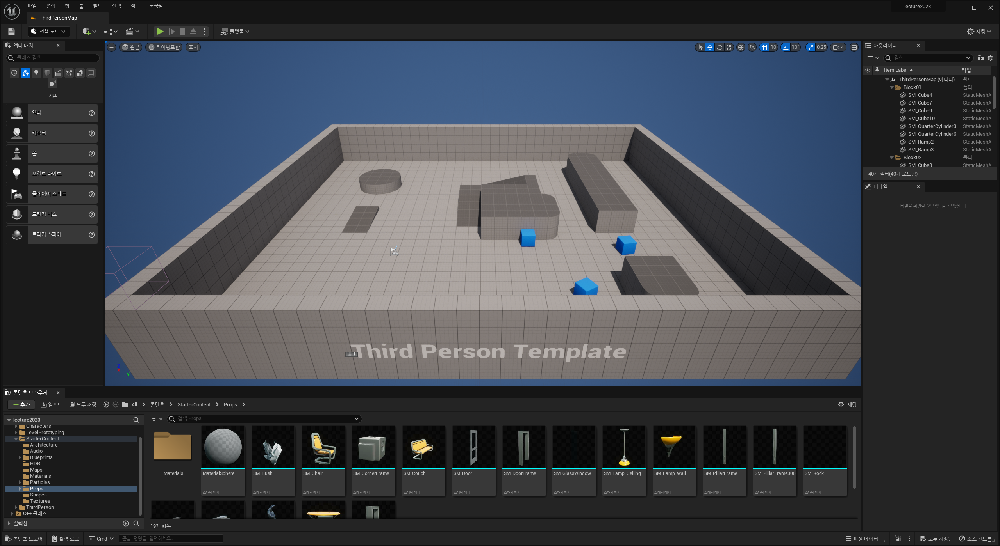 파일 편집 창 툴 빌드 선택 액터 도움말
lecture2023
ThirdPersonMap
선택 모드
플랫폼
세팅
액터 배치
클래스 검색
기본
액터
캐릭터
폰
포인트 라이트
플레이어 스타트
트리거 박스
트리거 스피어
원근 라이팅포함 표시
10 10° 0.25 4
Third Person Template
Z
X
Y
아웃라이너
검색...
Item Label 타입
ThirdPersonMap (에디터) 월드
Block01 폴더
SM_Cube4 StaticMeshA
SM_Cube7 StaticMeshA
SM_Cube9 StaticMeshA
SM_Cube10 StaticMeshA
SM_QuarterCylinder3 StaticMeshA
SM_QuarterCylinder6 StaticMeshA
SM_Ramp2 StaticMeshA
SM_Ramp3 StaticMeshA
Block02 폴더
SM_Cube8 StaticMeshA
40개 액터(40개 로드됨)
디테일
디테일을 확인할 오브젝트를 선택합니다.
콘텐츠 브라우저
추가 임포트 모두 저장 All 콘텐츠 StarterContent Props
세팅
lecture2023
Characters
LevelPrototyping
StarterContent
Architecture
Audio
Blueprints
HDRI
Maps
Materials
Particles
Props
Shapes
Textures
ThirdPerson
C++ 클래스
컬렉션
검색 Props
Materials
MaterialSphere
스태틱 메시
SM_Bush
스태틱 메시
SM_Chair
스태틱 메시
SM_CornerFrame
스태틱 메시
SM_Couch
스태틱 메시
SM_Door
스태틱 메시
SM_DoorFrame
스태틱 메시
SM_GlassWindow
스태틱 메시
SM_Lamp_Ceiling
스태틱 메시
SM_Lamp_Wall
스태틱 메시
SM_PillarFrame
스태틱 메시
SM_PillarFrame300
스태틱 메시
SM_Rock
스태틱 메시
19개 항목
콘텐츠 드로어 출력 로그 Cmd 콘솔 명령을 입력하세요.
파생 데이터 모두 저장됨 소스 컨트롤